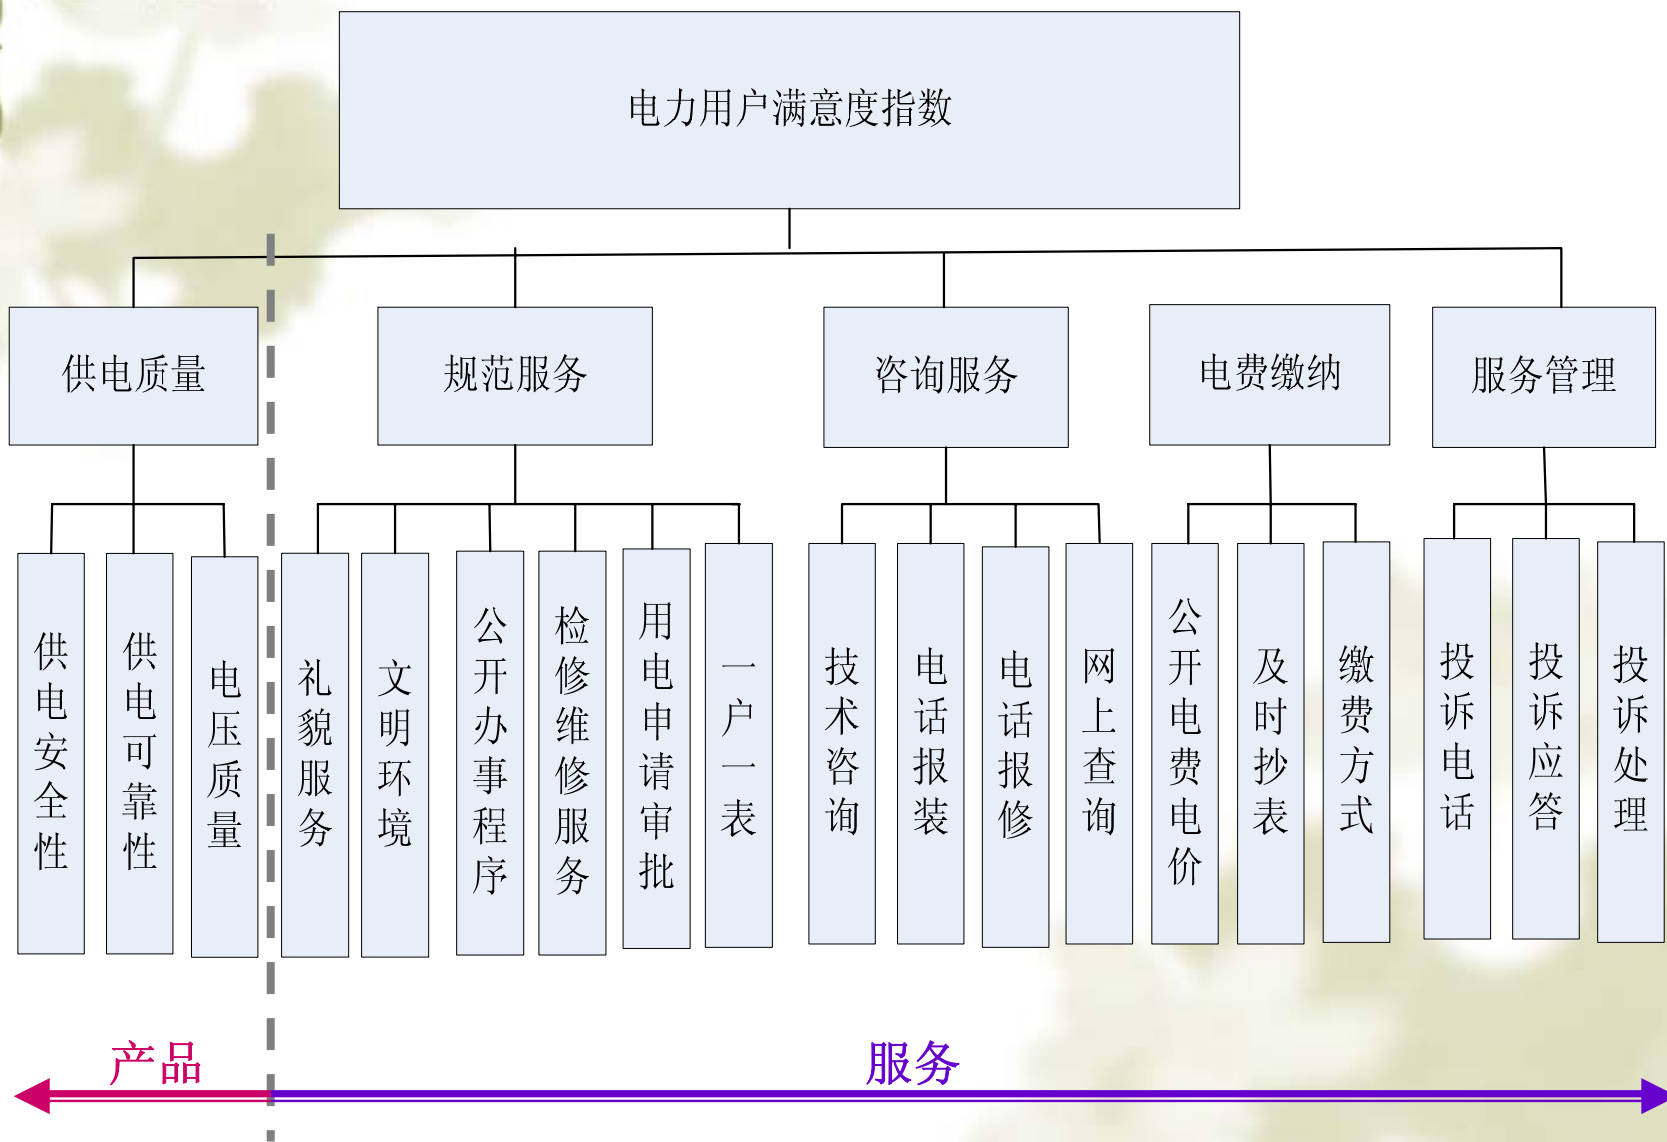 电力用户满意度指数
供电质量
规范服务
咨询服务
电费缴纳
服务管理
供电安全性
供电可靠性
电压质量
礼貌服务
文明环境
公开办事程序
检修维修服务
用电申请审批
一户一表
技术咨询
电话报装
电话报修
网上查询
公开电费电价
及时抄表
缴费方式
投诉电话
投诉应答
投诉处理
产品
服务